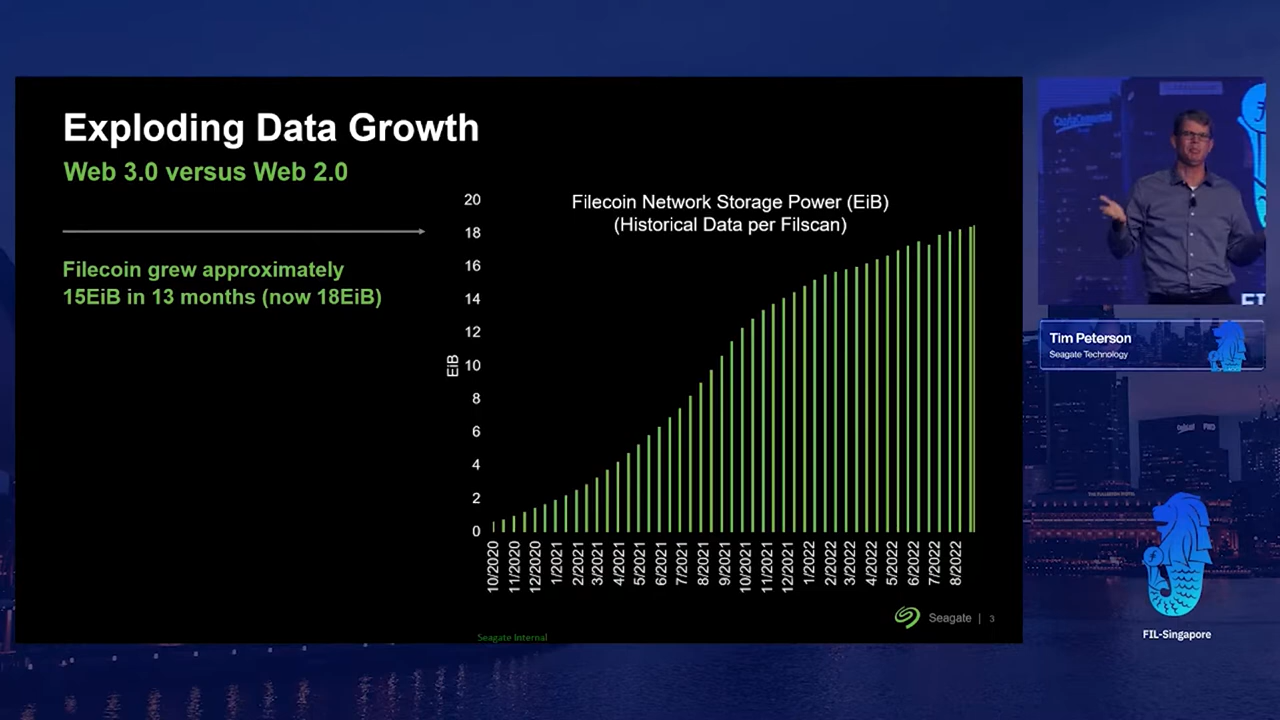 Exploding Data Growth
Web 3.0 versus Web 2.0
Filecoin grew approximately
15EiB in 13 months (now 18EiB)
Filecoin Network Storage Power (EiB)
(Historical Data per Filscan)
EiB
20
18
16
14
12
10
8
6
4
2
0
10/2020
11/2020
12/2020
1/2021
2/2021
3/2021
4/2021
5/2021
6/2021
7/2021
8/2021
9/2021
10/2021
11/2021
12/2021
1/2022
2/2022
3/2022
4/2022
5/2022
6/2022
7/2022
8/2022
Seagate | 3
Seagate Internal
Tim Peterson
Seagate Technology
FIL-Singapore